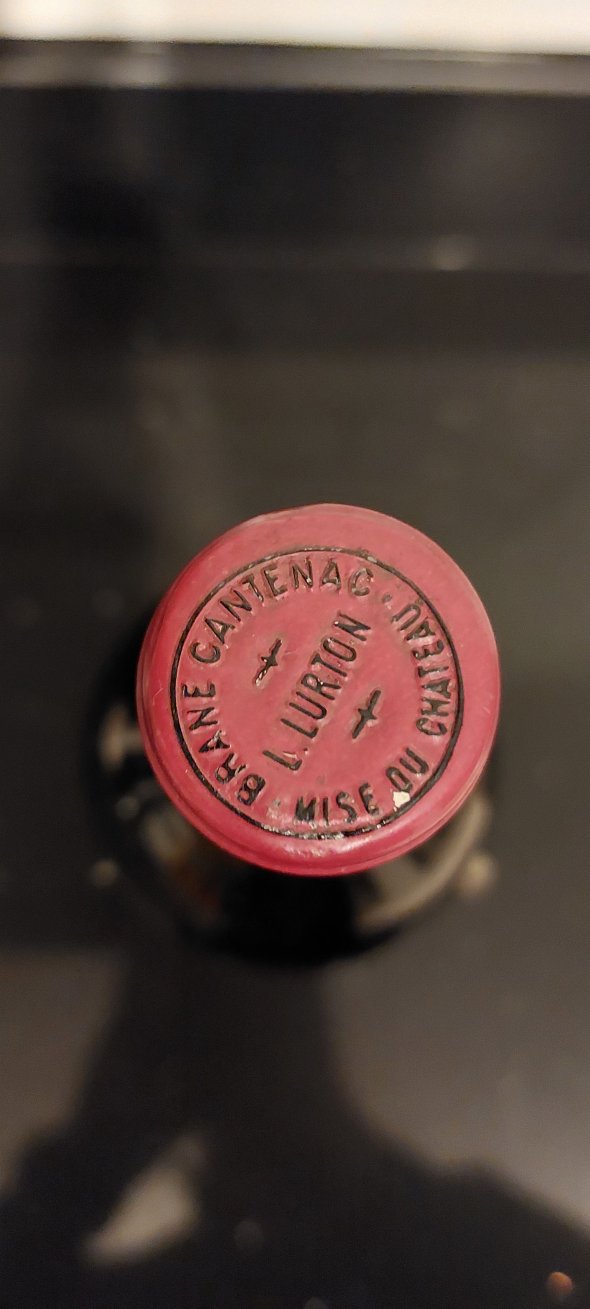 BRANE CANTENAC
L. LURTON
MISE DU CHATEAU